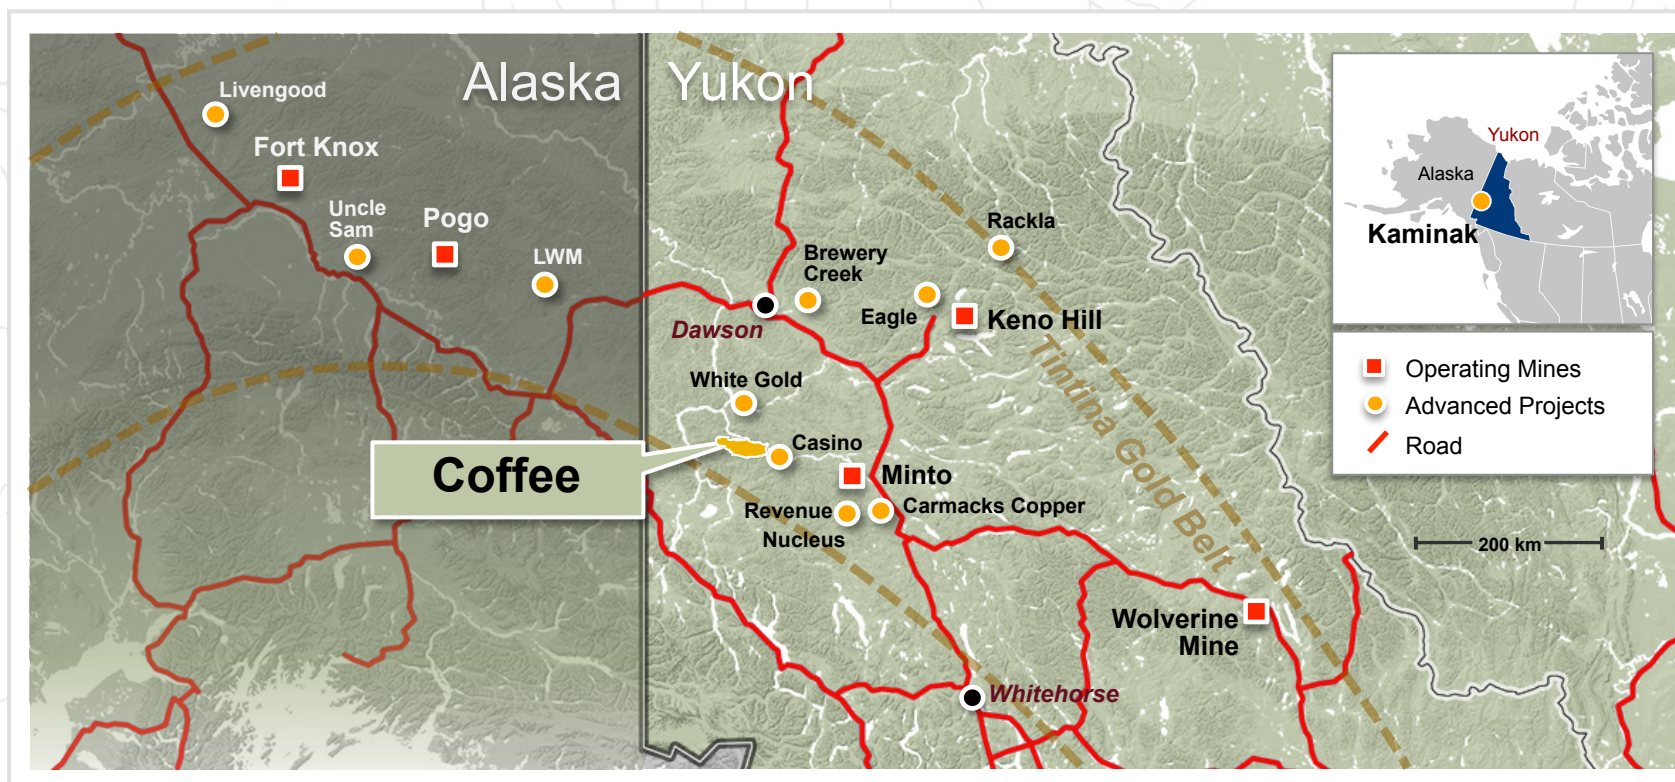 Alaska
Yukon
Livengood
Fort Knox
Uncle
Sam
Pogo
LWM
Brewery
Creek
Rackla
Eagle
Keno Hill
Dawson
White Gold
Tintina Gold Belt
Coffee
Casino
Minto
Revenue
Nucleus
Carmacks Copper
Wolverine
Mine
Whitehorse
Yukon
Alaska
Kaminak
Operating Mines
Advanced Projects
Road
200 km